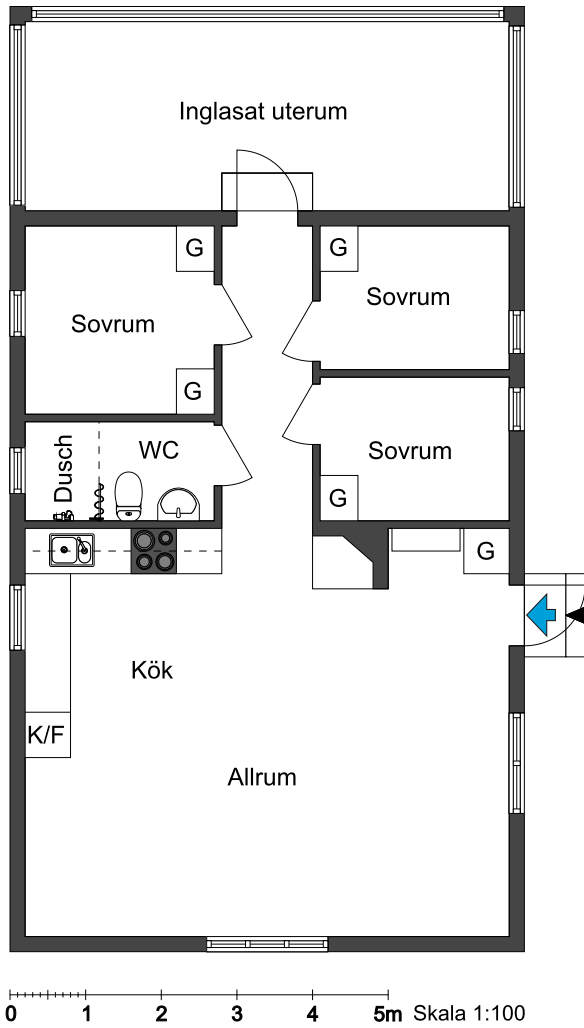 Inglasat uterum
G
G
Sovrum
Sovrum
G
Dusch
WC
Sovrum
G
G
Kök
K/F
Allrum
0 1 2 3 4 5m Skala 1:100